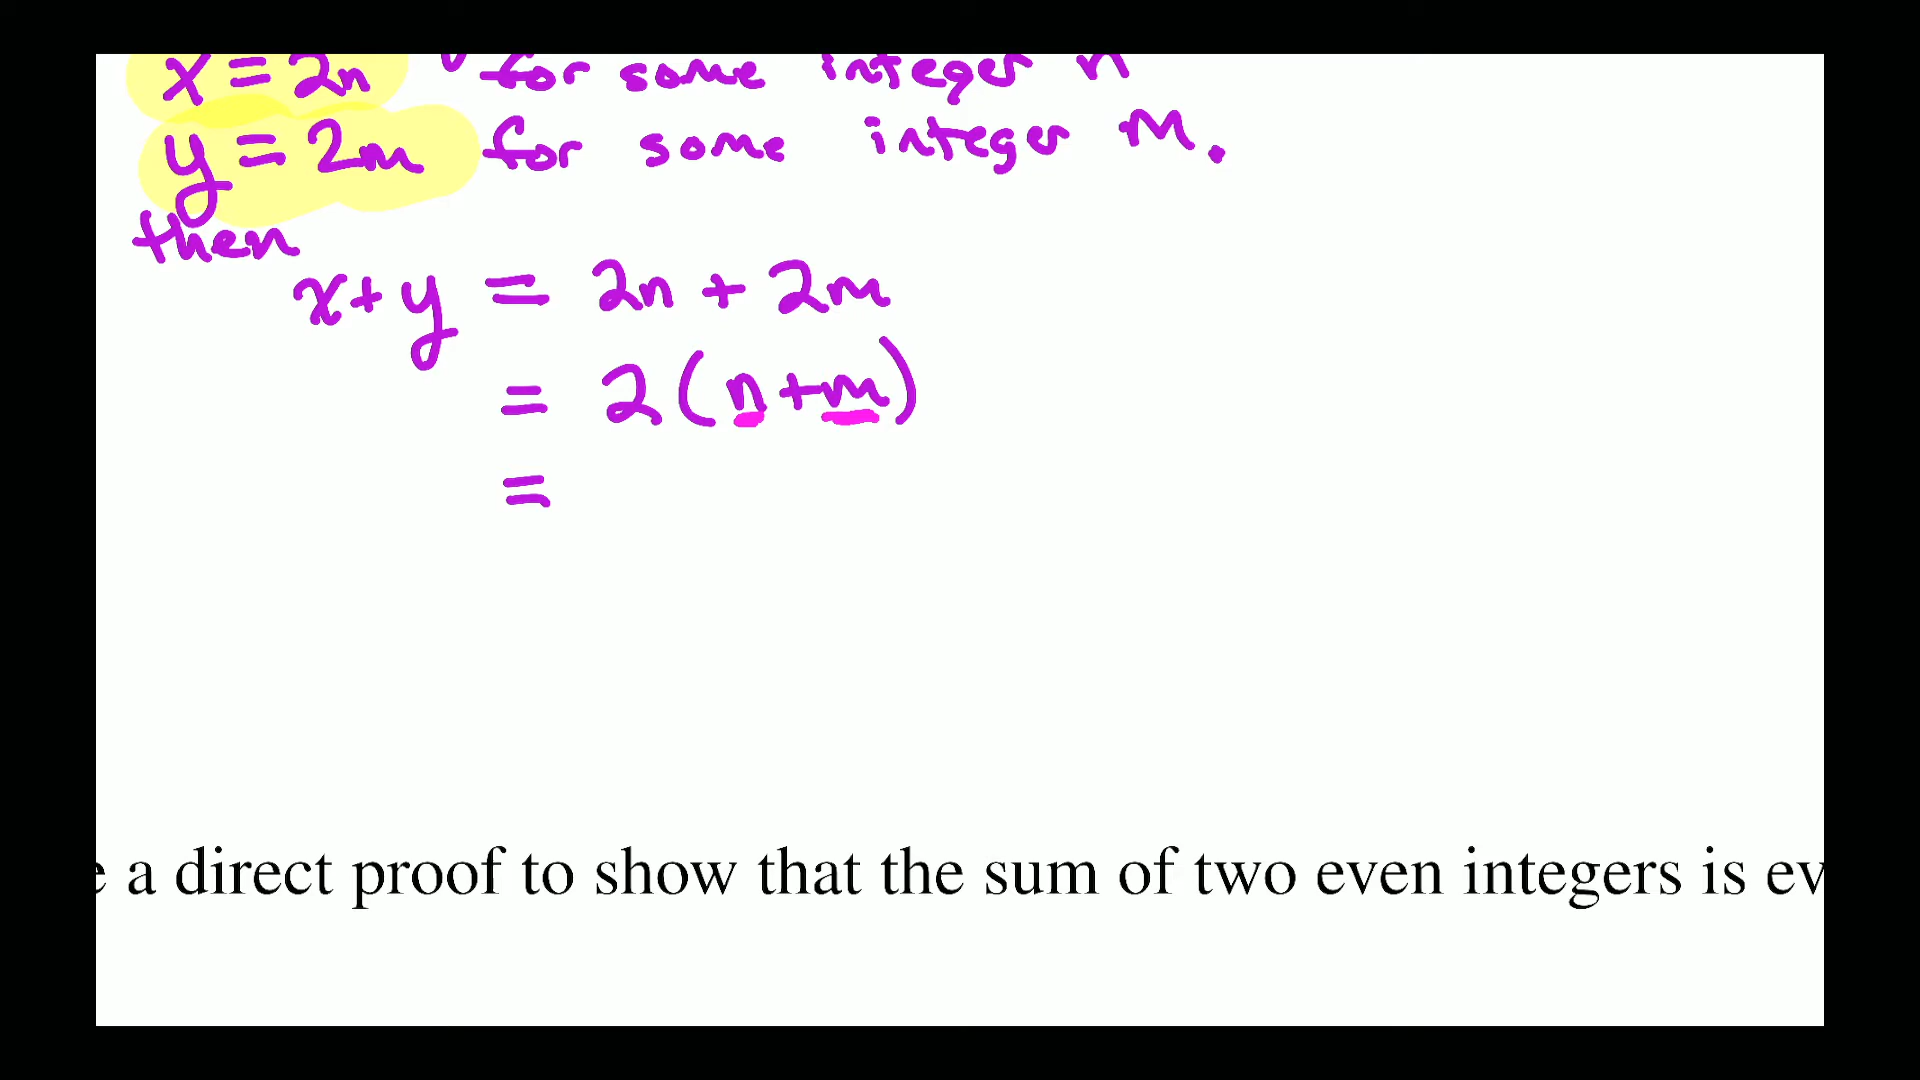 x = 2n for some integer n
y = 2m for some integer m.
then
x+y = 2n + 2m
= 2(n+m)
=
a direct proof to show that the sum of two even integers is ev